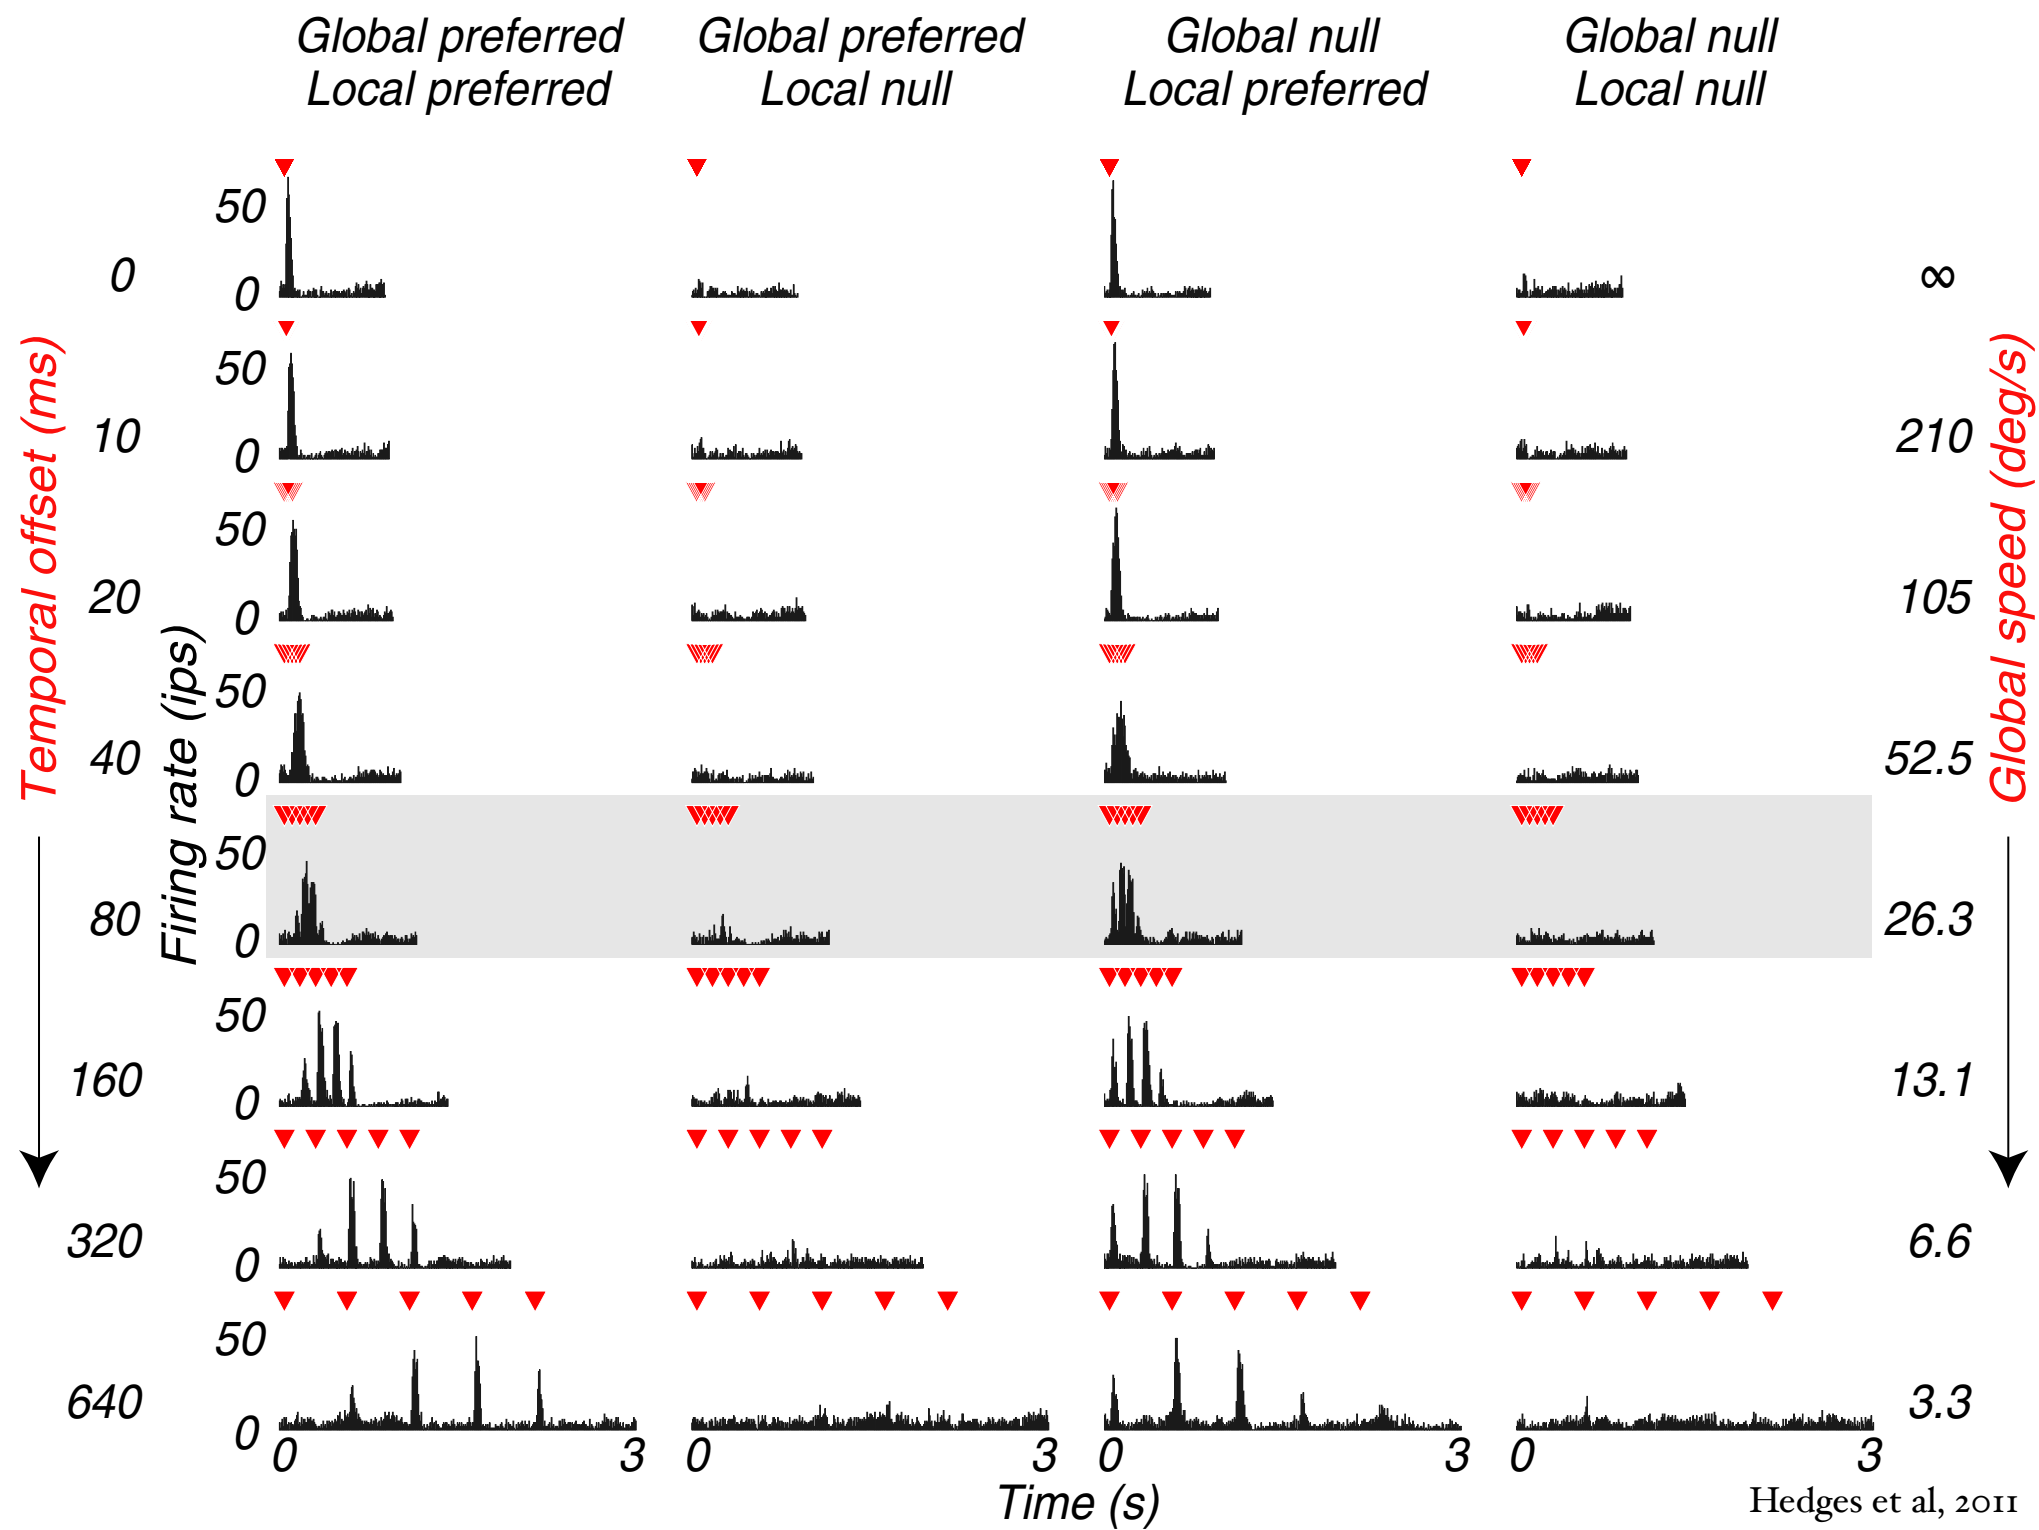 Global preferred
Local preferred
Global preferred
Local null
Global null
Local preferred
Global null
Local null
Temporal offset (ms)
Firing rate (ips)
Global speed (deg/s)
0
50
0
∞
10
50
0
210
20
50
0
105
40
50
0
52.5
80
50
0
26.3
160
50
0
13.1
320
50
0
6.6
640
50
0
3.3
0 3 0 3 0 3 0 3
Time (s)
Hedges et al, 2011